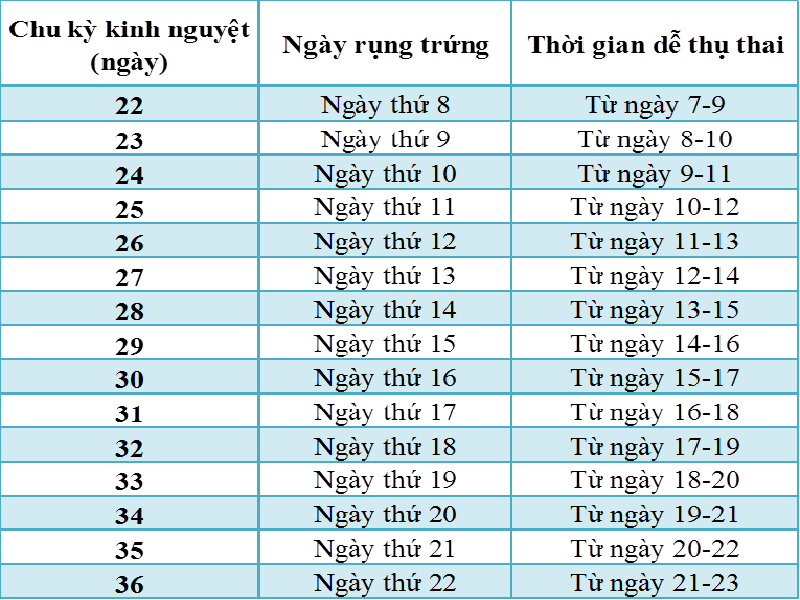 Chu kỳ kinh nguyệt (ngày) Ngày rụng trứng Thời gian dễ thụ thai
22 Ngày thứ 8 Từ ngày 7-9
23 Ngày thứ 9 Từ ngày 8-10
24 Ngày thứ 10 Từ ngày 9-11
25 Ngày thứ 11 Từ ngày 10-12
26 Ngày thứ 12 Từ ngày 11-13
27 Ngày thứ 13 Từ ngày 12-14
28 Ngày thứ 14 Từ ngày 13-15
29 Ngày thứ 15 Từ ngày 14-16
30 Ngày thứ 16 Từ ngày 15-17
31 Ngày thứ 17 Từ ngày 16-18
32 Ngày thứ 18 Từ ngày 17-19
33 Ngày thứ 19 Từ ngày 18-20
34 Ngày thứ 20 Từ ngày 19-21
35 Ngày thứ 21 Từ ngày 20-22
36 Ngày thứ 22 Từ ngày 21-23